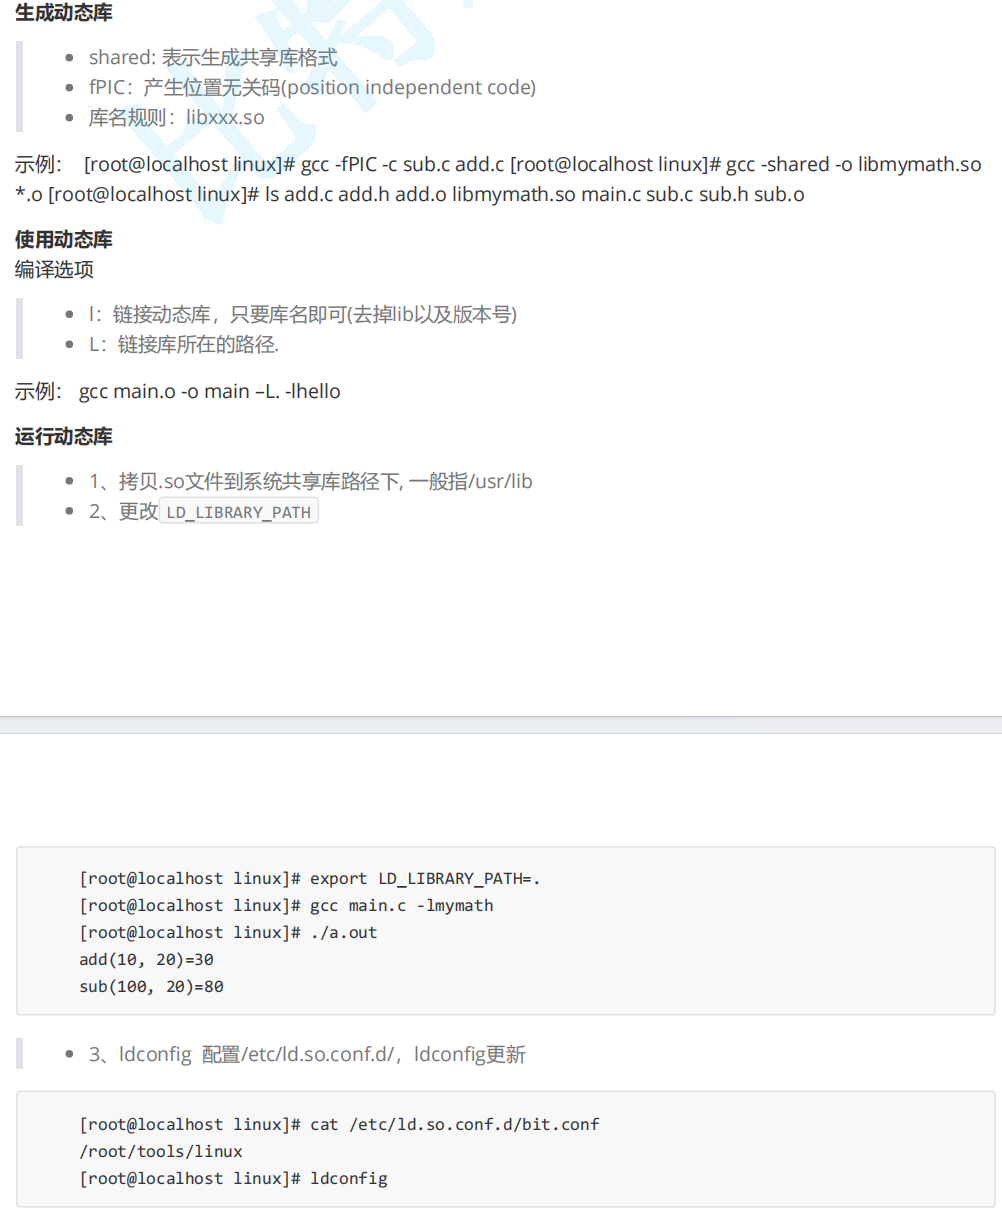 生成动态库
shared: 表示生成共享库格式
fPIC：产生位置无关码(position independent code)
库名规则：libxxx.so
示例： [root@localhost linux]# gcc -fPIC -c sub.c add.c [root@localhost linux]# gcc -shared -o libmymath.so
*.o [root@localhost linux]# ls add.c add.h add.o libmymath.so main.c sub.c sub.h sub.o
使用动态库
编译选项
l：链接动态库，只要库名即可(去掉lib以及版本号)
L：链接库所在的路径.
示例： gcc main.o -o main –L. -lhello
运行动态库
1、拷贝.so文件到系统共享库路径下, 一般指/usr/lib
2、更改 LD_LIBRARY_PATH
[root@localhost linux]# export LD_LIBRARY_PATH=.
[root@localhost linux]# gcc main.c -lmymath
[root@localhost linux]# ./a.out
add(10, 20)=30
sub(100, 20)=80
3、ldconfig 配置/etc/ld.so.conf.d/，ldconfig更新
[root@localhost linux]# cat /etc/ld.so.conf.d/bit.conf
/root/tools/linux
[root@localhost linux]# ldconfig
比特